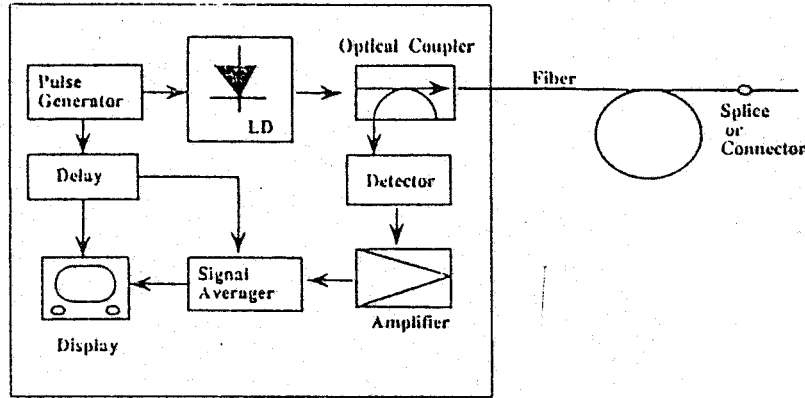 Optical Coupler
Pulse
Generator
LD
Fiber
Splice
or
Connector
Delay
Detector
Signal
Averager
Amplifier
Display